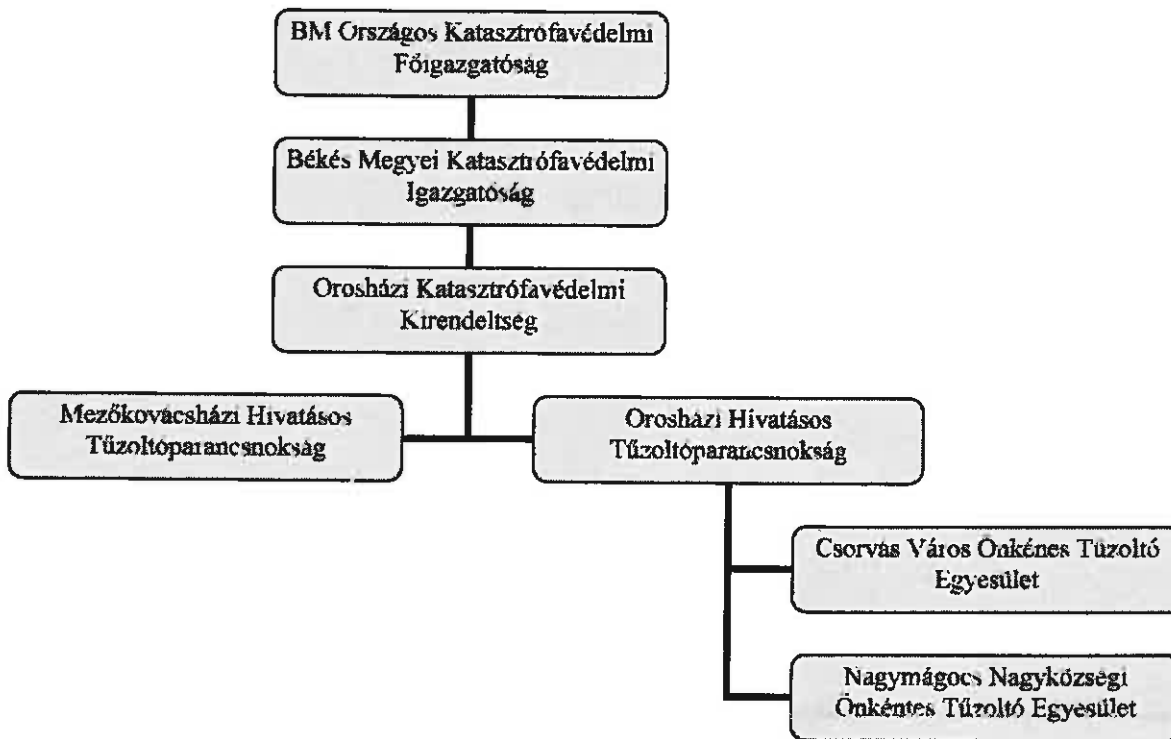 BM Országos Katasztrófavédelmi
Főigazgatóság
Békés Megyei Katasztrófavédelmi
Igazgatóság
Orosházi Katasztrófavédelmi
Kirendeltség
Mezőkovácsházi Hivatásos
Tűzoltóparancsnokság
Orosházi Hivatásos
Tűzoltóparancsnokság
Csorvás Város Önkénes Tűzoltó
Egyesület
Nagymágocs Nagyközségi
Önkéntes Tűzoltó Egyesület